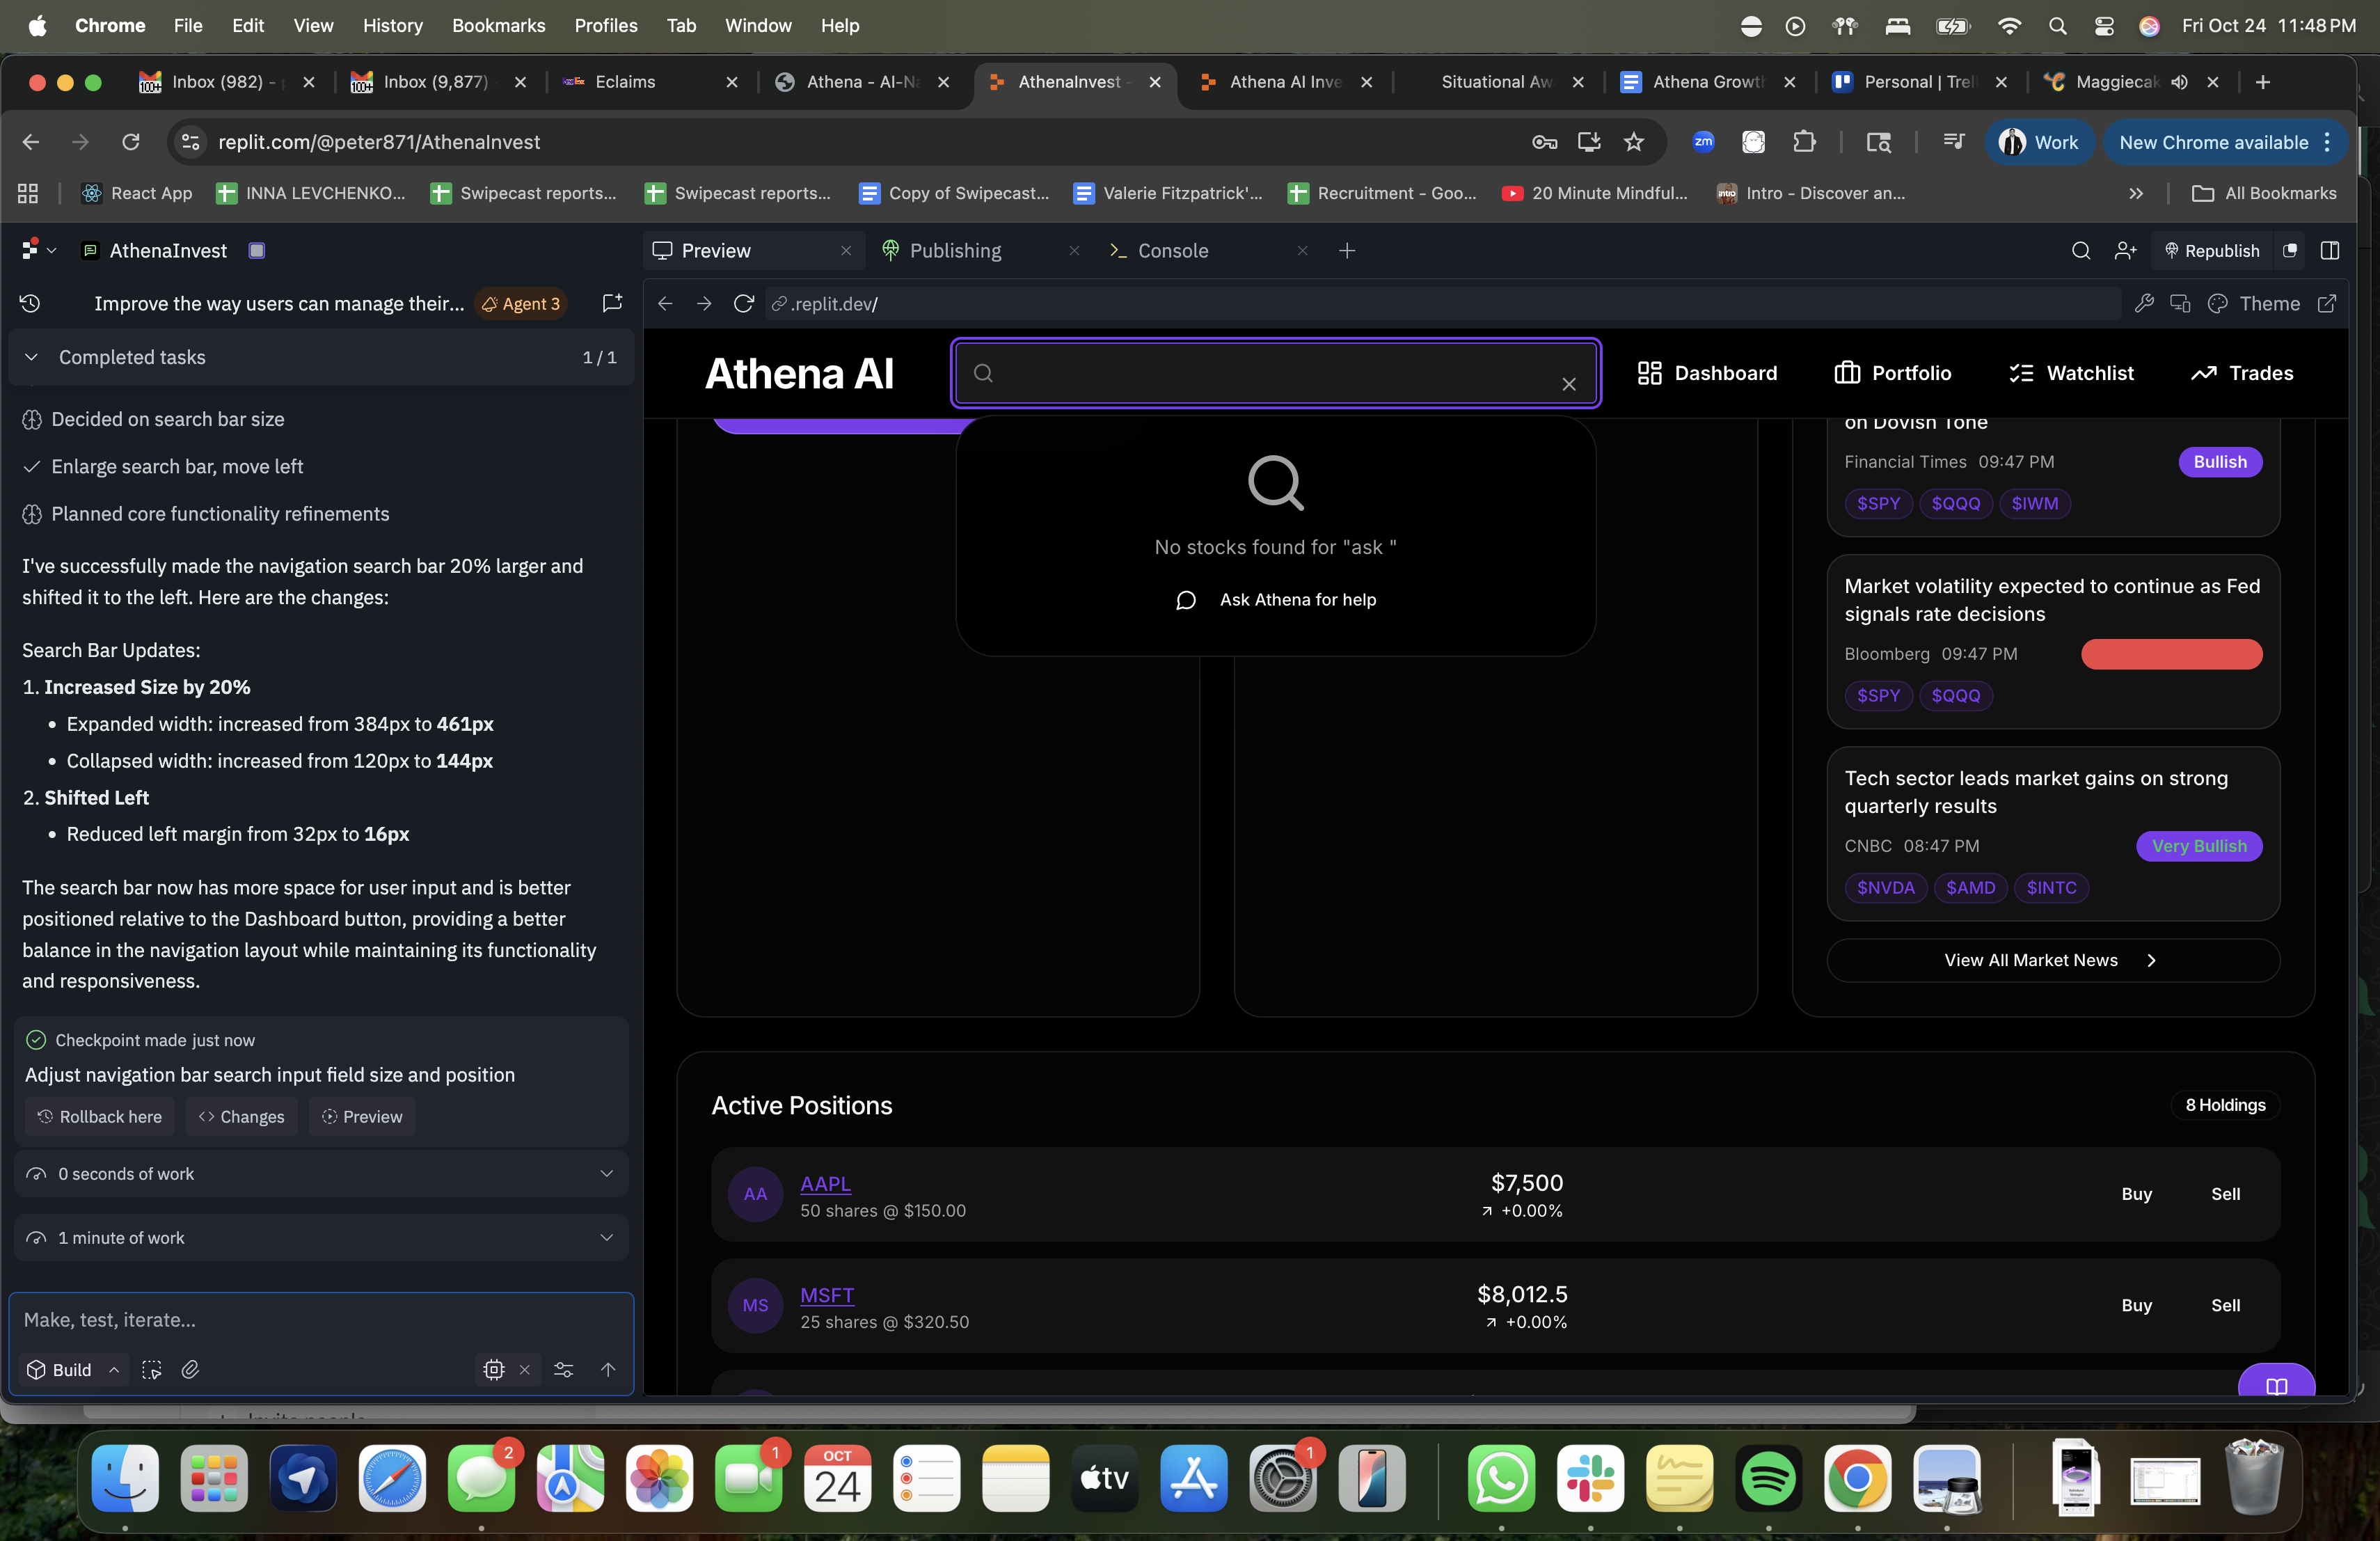 Chrome File Edit View History Bookmarks Profiles Tab Window Help Fri Oct 24 11:48 PM
Inbox (982) - Inbox (9,877) Eclaims Athena - AI-Na AthenaInvest - Athena AI Inve Situational Aw Athena Growth Personal | Trel Maggiecak
replit.com/@peter871/AthenaInvest zm Work New Chrome available
React App INNA LEVCHENKO... Swipecast reports... Swipecast reports... Copy of Swipecast... Valerie Fitzpatrick'... Recruitment - Goo... 20 Minute Mindful... Intro - Discover an... All Bookmarks
AthenaInvest
Preview Publishing Console Republish
Improve the way users can manage their... Agent 3
.replit.dev/ Theme
Completed tasks 1 / 1
Decided on search bar size
Enlarge search bar, move left
Planned core functionality refinements
I've successfully made the navigation search bar 20% larger and
shifted it to the left. Here are the changes:
Search Bar Updates:
1. Increased Size by 20%
• Expanded width: increased from 384px to 461px
• Collapsed width: increased from 120px to 144px
2. Shifted Left
• Reduced left margin from 32px to 16px
The search bar now has more space for user input and is better
positioned relative to the Dashboard button, providing a better
balance in the navigation layout while maintaining its functionality
and responsiveness.
Checkpoint made just now
Adjust navigation bar search input field size and position
Rollback here Changes Preview
0 seconds of work
1 minute of work
Make, test, iterate...
Build
Athena AI Dashboard Portfolio Watchlist Trades
No stocks found for "ask "
Ask Athena for help
on Dovish Tone
Financial Times 09:47 PM Bullish
$SPY $QQQ $IWM
Market volatility expected to continue as Fed
signals rate decisions
Bloomberg 09:47 PM
$SPY $QQQ
Tech sector leads market gains on strong
quarterly results
CNBC 08:47 PM Very Bullish
$NVDA $AMD $INTC
View All Market News
Active Positions 8 Holdings
AA AAPL $7,500 Buy Sell
50 shares @ $150.00 +0.00%
MS MSFT $8,012.5 Buy Sell
25 shares @ $320.50 +0.00%
2 1 OCT 24 tv 1